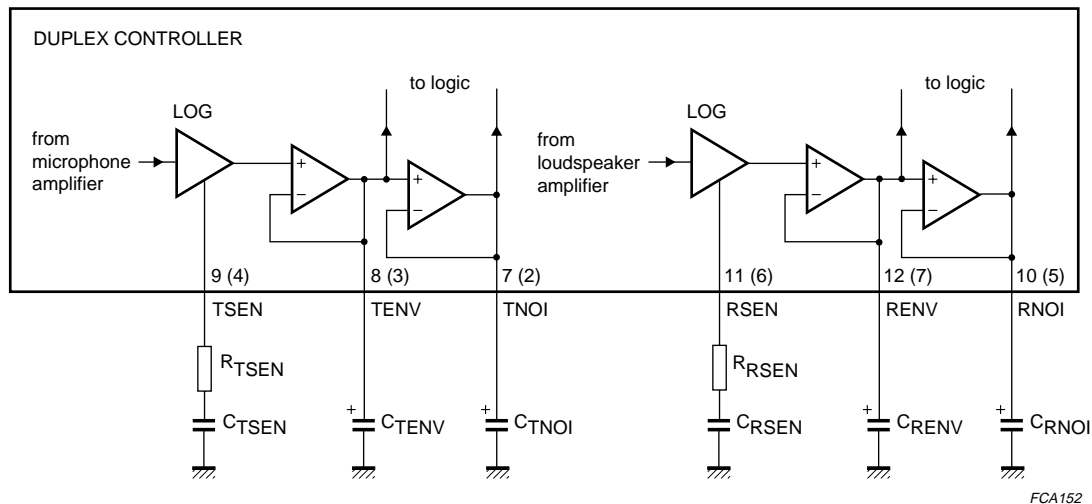 DUPLEX CONTROLLER
to logic
to logic
LOG
LOG
from
microphone
amplifier
from
loudspeaker
amplifier
+
−
+
−
+
−
+
−
9 (4)
8 (3)
7 (2)
11 (6)
12 (7)
10 (5)
TSEN
TENV
TNOI
RSEN
RENV
RNOI
RTSEN
RRSEN
CTSEN
+
CTENV
+
CTNOI
CRSEN
+
CRENV
+
CRNOI
FCA152